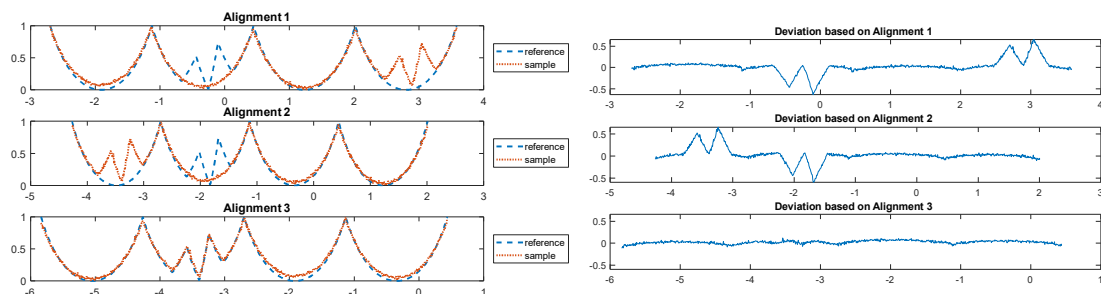 Alignment 1
1
0.5
0
-3 -2 -1 0 1 2 3 4
reference
sample
Alignment 2
1
0.5
0
-5 -4 -3 -2 -1 0 1 2 3
reference
sample
Alignment 3
1
0.5
0
-6 -5 -4 -3 -2 -1 0 1
reference
sample
Deviation based on Alignment 1
0.5
0
-0.5
-3 -2 -1 0 1 2 3 4
Deviation based on Alignment 2
0.5
0
-0.5
-5 -4 -3 -2 -1 0 1 2 3
Deviation based on Alignment 3
0.5
0
-0.5
-6 -5 -4 -3 -2 -1 0 1